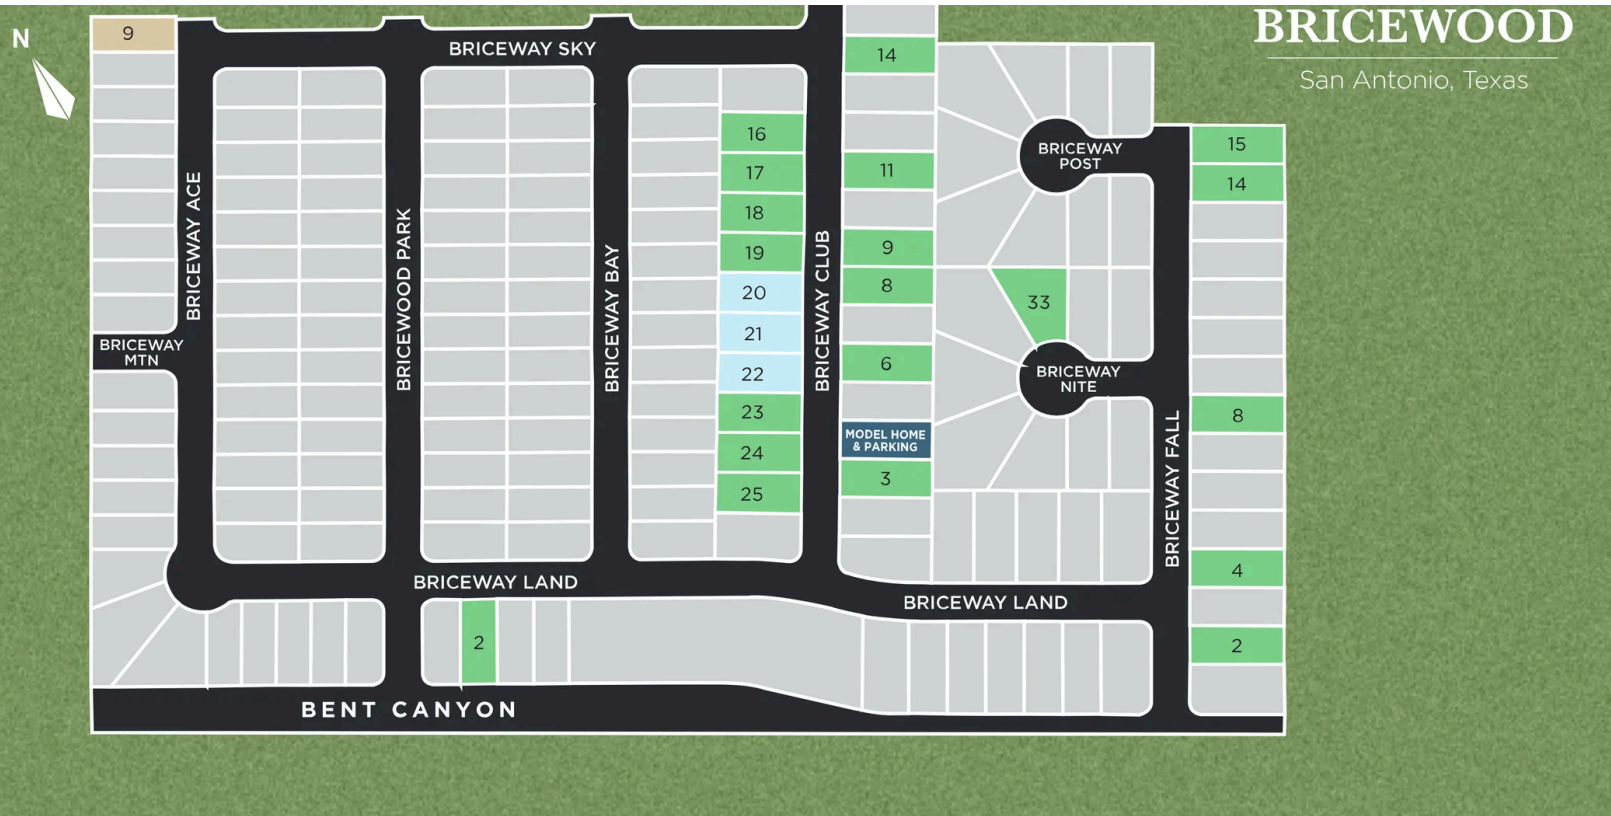 BRICEWOOD
San Antonio, Texas
N
9
BRICEWAY SKY
14
BRICEWAY
POST
15
14
16
17
18
19
20
21
22
23
24
25
11
9
8
6
MODEL HOME
& PARKING
3
33
BRICEWAY
NITE
8
4
2
BRICEWAY ACE
BRICEWOOD PARK
BRICEWAY BAY
BRICEWAY CLUB
BRICEWAY FALL
BRICEWAY
MTN
BRICEWAY LAND
BRICEWAY LAND
2
BENT CANYON